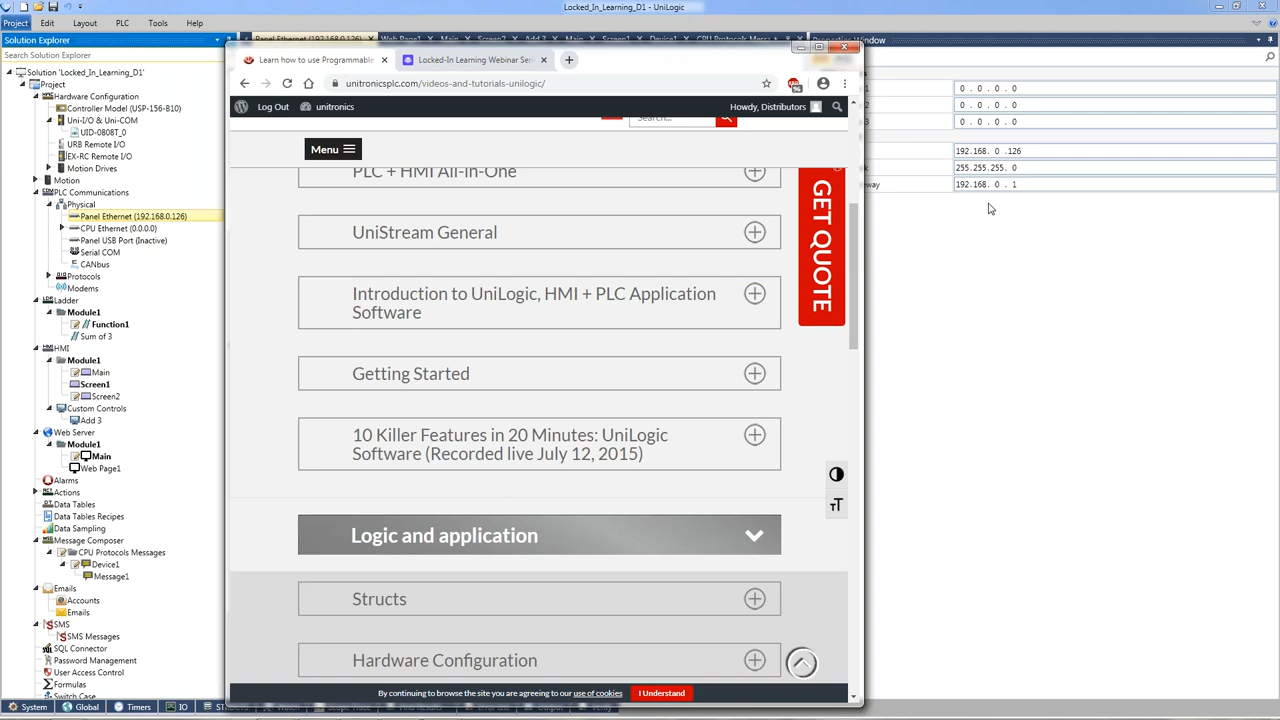 Locked_In_Learning_D1 - UniLogic
Project Edit Layout PLC Tools Help
Solution Explorer
Search Solution Explorer
Solution 'Locked_In_Learning_D1'
Project
Hardware Configuration
Controller Model (USP-156-B10)
Uni-I/O & Uni-COM
UID-0808T_0
URB Remote I/O
EX-RC Remote I/O
Motion Drives
Motion
PLC Communications
Physical
Panel Ethernet (192.168.0.126)
CPU Ethernet (0.0.0.0)
Panel USB Port (Inactive)
Serial COM
CANbus
Protocols
Modems
Ladder
Module1
Function1
Sum of 3
HMI
Module1
Main
Screen1
Screen2
Custom Controls
Add 3
Web Server
Module1
Main
Web Page1
Alarms
Actions
Data Tables
Data Tables Recipes
Data Sampling
Message Composer
CPU Protocols Messages
Device1
Message1
Emails
Accounts
Emails
SMS
SMS Messages
SQL Connector
Password Management
User Access Control
Formulas
Switch Case
System Global Timers IO
Learn how to use Programmable
Locked-In Learning Webinar Ser
unitronicsplc.com/videos-and-tutorials-unilogic/
Log Out unitronics Howdy, Distributors
Search...
Menu
PLC + HMI All-in-One
UniStream General
Introduction to UniLogic, HMI + PLC Application
Software
Getting Started
10 Killer Features in 20 Minutes: UniLogic
Software (Recorded live July 12, 2015)
Logic and application
Structs
Hardware Configuration
GET QUOTE
By continuing to browse the site you are agreeing to our use of cookies I Understand
0 . 0 . 0 . 0
0 . 0 . 0 . 0
0 . 0 . 0 . 0
192.168. 0 .126
255.255.255. 0
192.168. 0 . 1